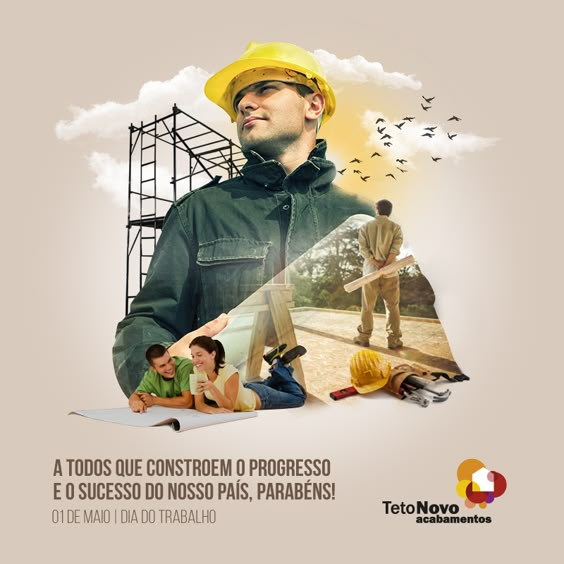 A TODOS QUE CONSTROEM O PROGRESSO
E O SUCESSO DO NOSSO PAÍS, PARABÉNS!
01 DE MAIO | DIA DO TRABALHO
TetoNovo
acabamentos